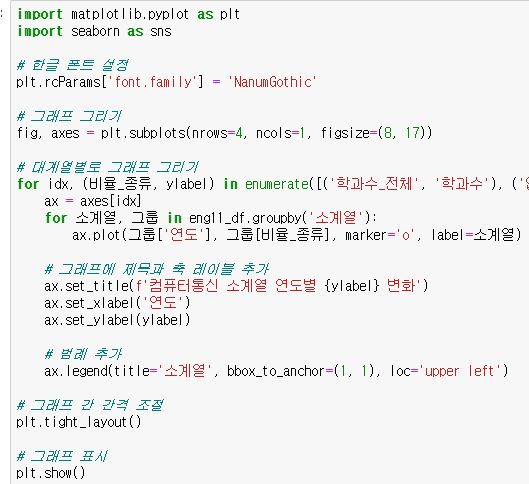 import matplotlib.pyplot as plt
import seaborn as sns
# 한글 폰트 설정
plt.rcParams['font.family'] = 'NanumGothic'
# 그래프 그리기
fig, axes = plt.subplots(nrows=4, ncols=1, figsize=(8, 17))
# 대계열별로 그래프 그리기
for idx, (비율_종류, ylabel) in enumerate([('학과수_전체', '학과수'), ('
ax = axes[idx]
for 소계열, 그룹 in eng11_df.groupby('소계열'):
ax.plot(그룹['연도'], 그룹[비율_종류], marker='o', label=소계열)
# 그래프에 제목과 축 레이블 추가
ax.set_title(f'컴퓨터통신 소계열 연도별 {ylabel} 변화')
ax.set_xlabel('연도')
ax.set_ylabel(ylabel)
# 범례 추가
ax.legend(title='소계열', bbox_to_anchor=(1, 1), loc='upper left')
# 그래프 간 간격 조절
plt.tight_layout()
# 그래프 표시
plt.show()